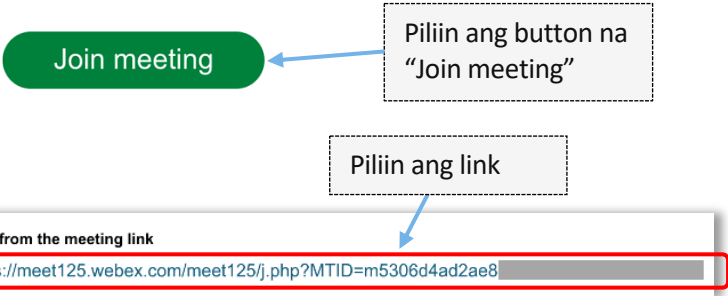 Join meeting
Piliin ang button na
“Join meeting”
Piliin ang link
from the meeting link
://meet125.webex.com/meet125/j.php?MTID=m5306d4ad2ae8